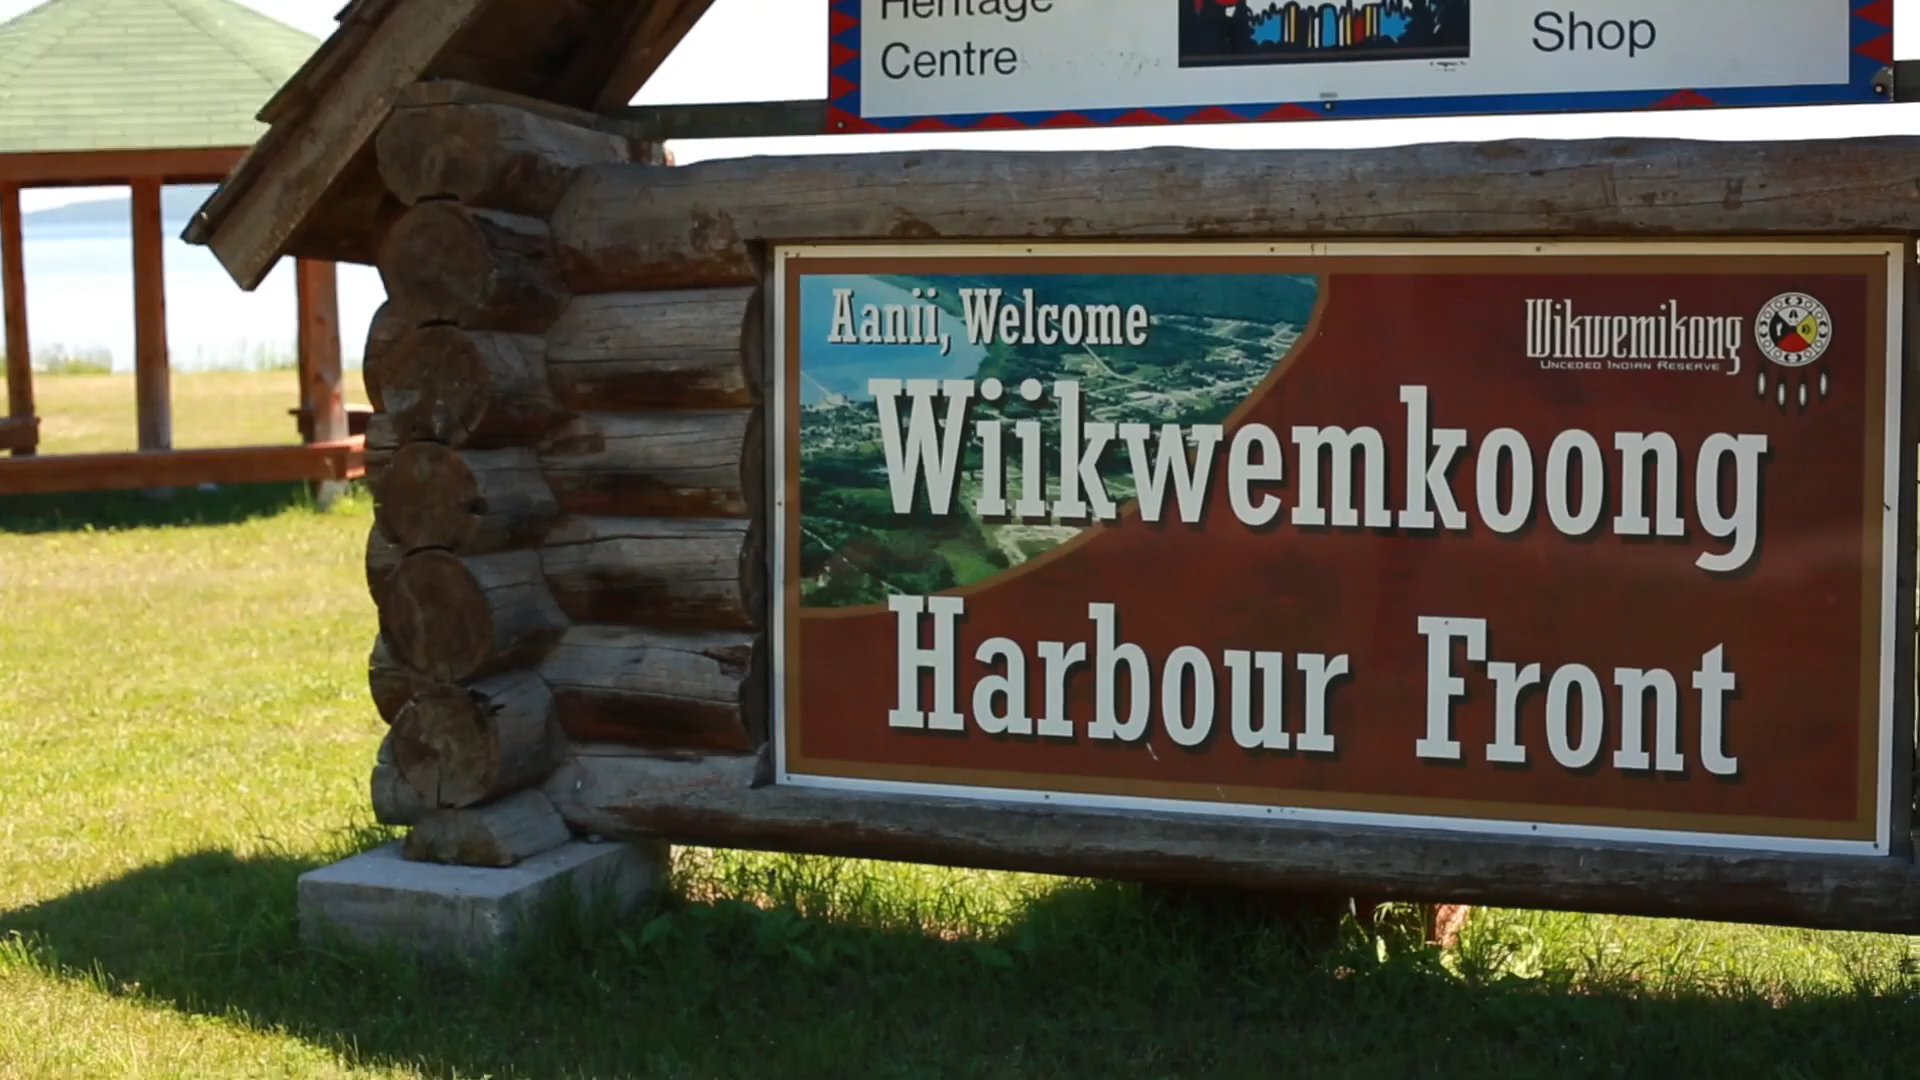 Heritage
Centre
Shop
Aanii, Welcome
Wikwemikong
UNCEDED INDIAN RESERVE
Wiikwemkoong
Harbour Front